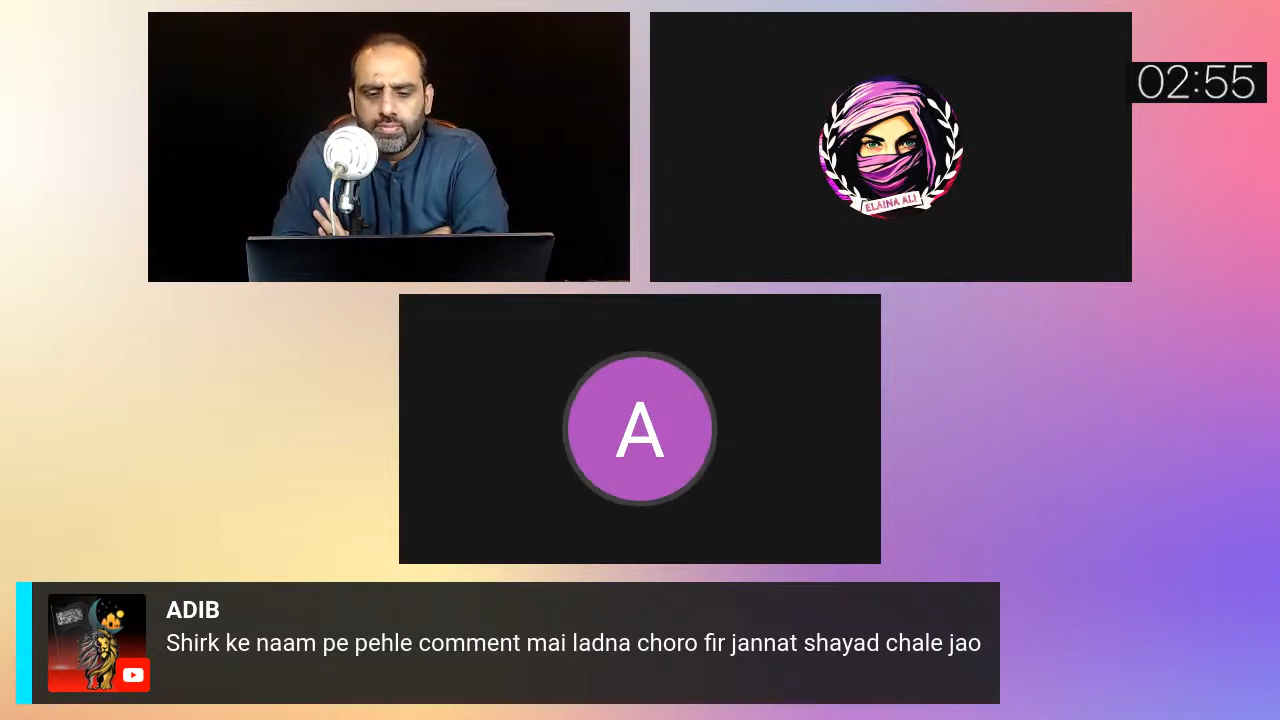 02:55
ELAINA ALI
A
ADIB
Shirk ke naam pe pehle comment mai ladna choro fir jannat shayad chale jao